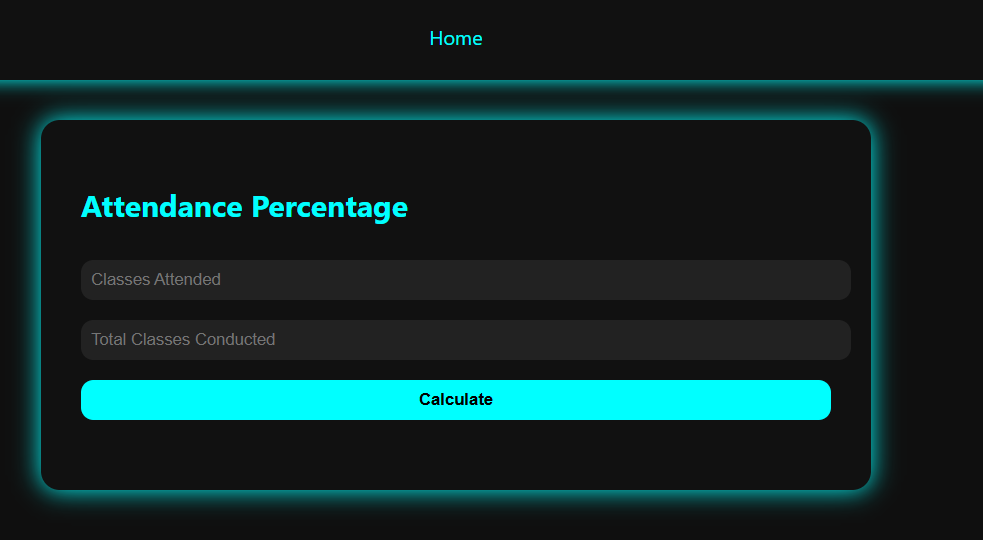 Home
Attendance Percentage
Classes Attended
Total Classes Conducted
Calculate